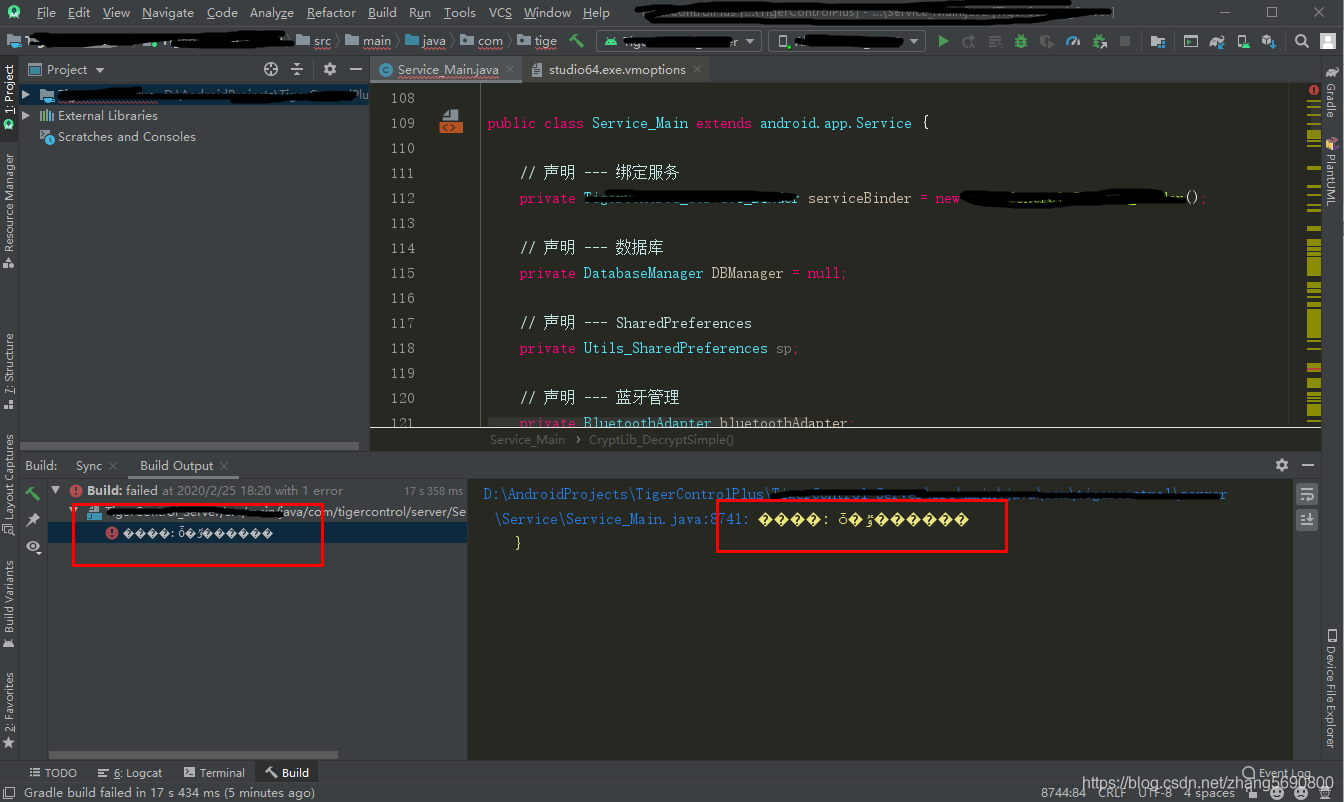 File Edit View Navigate Code Analyze Refactor Build Run Tools VCS Window Help
src main java com tige
Project
Service_Main.java studio64.exe.vmoptions
External Libraries
Scratches and Consoles
1: Project
Resource Manager
7: Structure
Layout Captures
Build Variants
2: Favorites
Gradle
PlantUML
Device File Explorer
108
109 public class Service_Main extends android.app.Service {
110
111 // 声明 --- 绑定服务
112 private serviceBinder = new ();
113
114 // 声明 --- 数据库
115 private DatabaseManager DBManager = null;
116
117 // 声明 --- SharedPreferences
118 private Utils_SharedPreferences sp;
119
120 // 声明 --- 蓝牙管理
121 private BluetoothAdapter bluetoothAdapter;
Service_Main › CryptLib_DecryptSimple()
Build: Sync Build Output
Build: failed at 2020/2/25 18:20 with 1 error 17 s 358 ms
/java/com/tigercontrol/server/Se
����: ȱ�ٷ�������
D:\AndroidProjects\TigerControlPlus\
\Service\Service_Main.java:8741: ����: ȱ�ٷ�������
}
TODO 6: Logcat Terminal Build Event Log
Gradle build failed in 17 s 434 ms (5 minutes ago) 8744:84 CRLF UTF-8 4 spaces
https://blog.csdn.net/zhang5690800